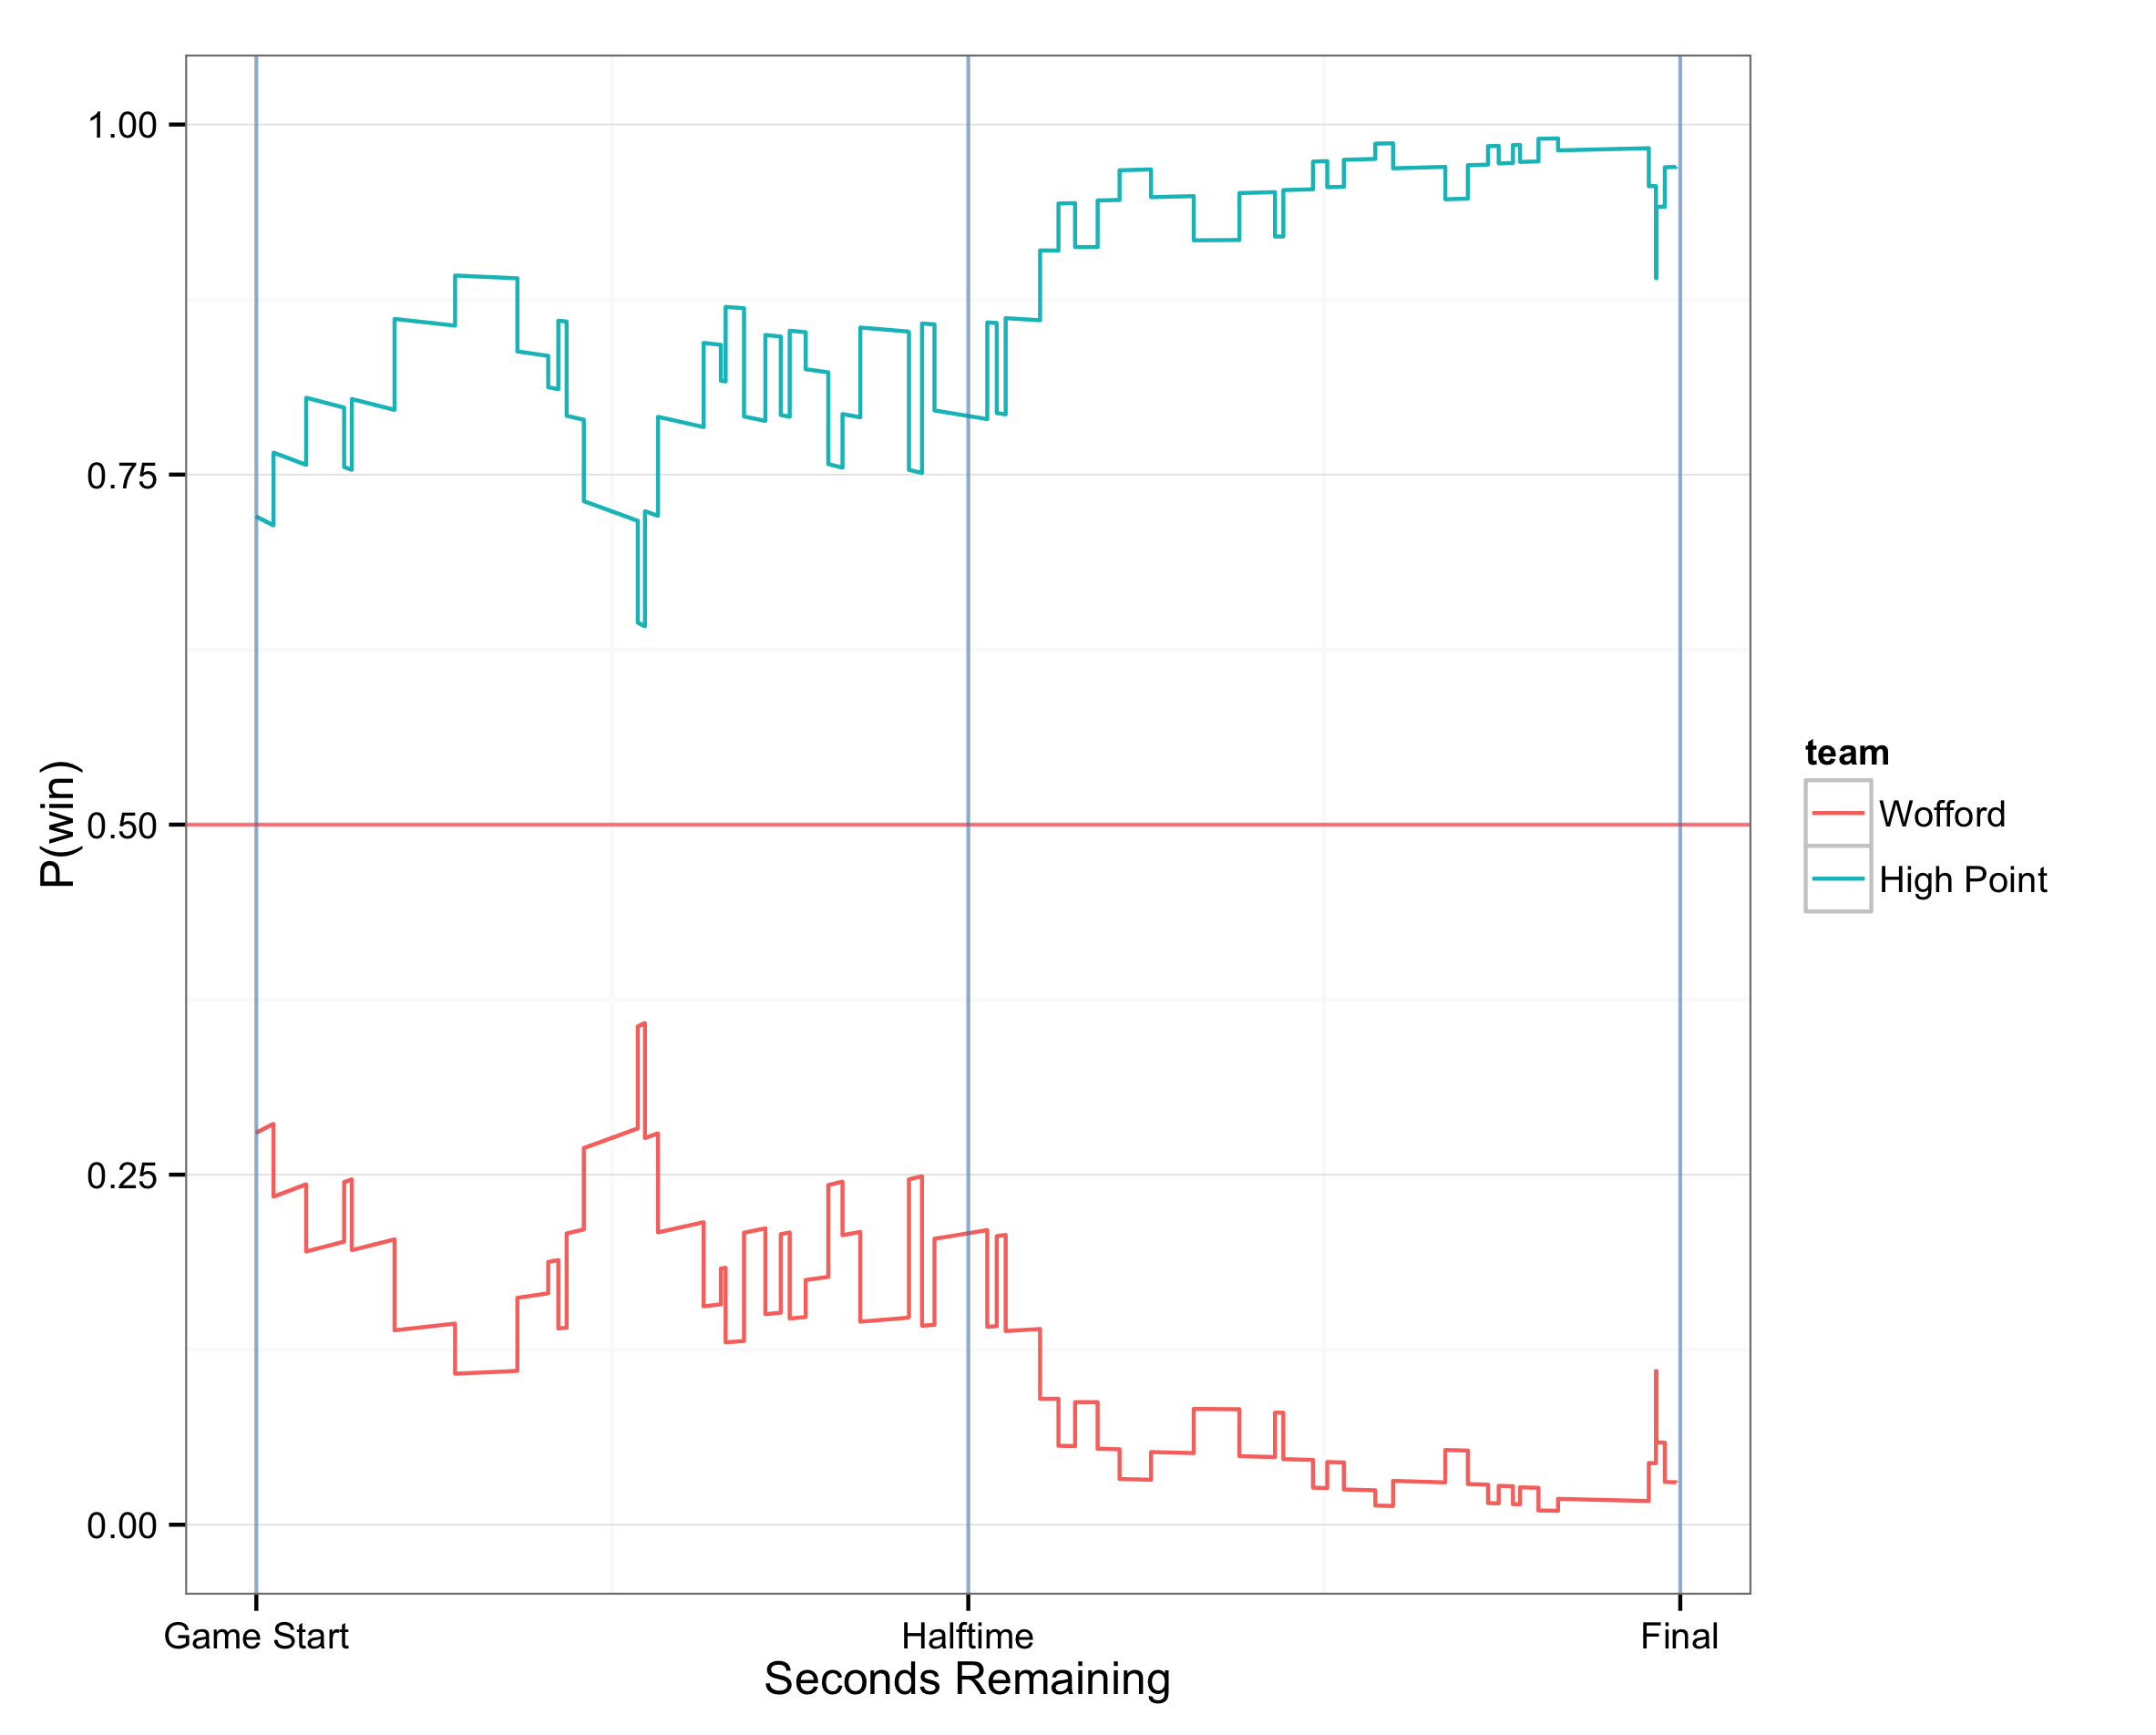 P(win)
1.00
0.75
0.50
0.25
0.00
Game Start
Halftime
Final
Seconds Remaining
team
Wofford
High Point